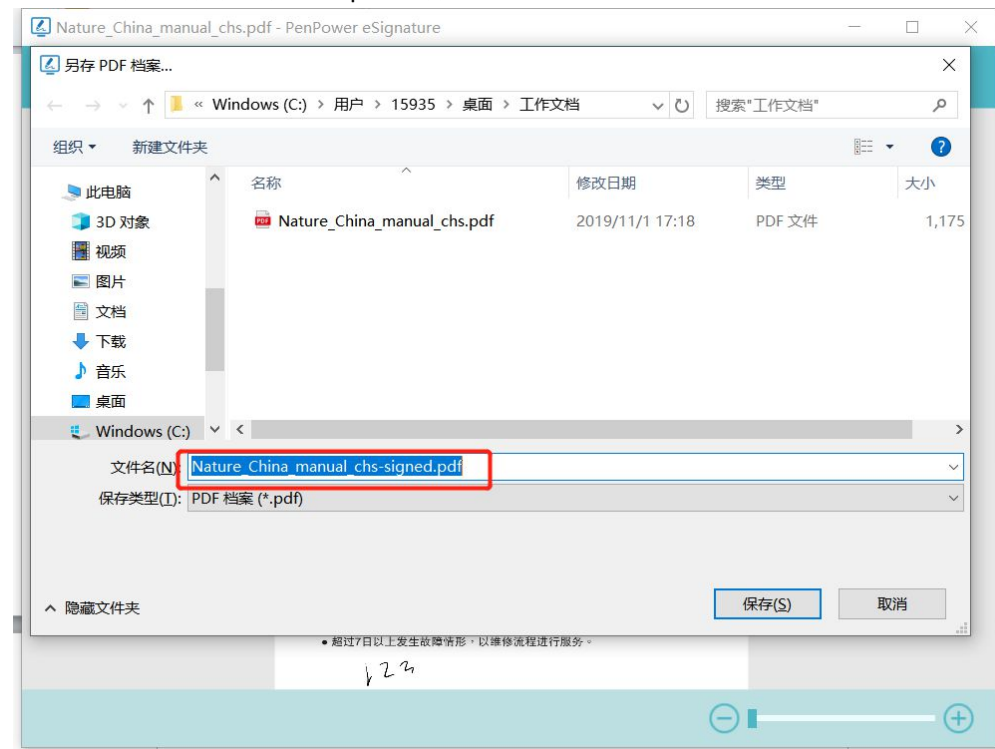 Nature_China_manual_chs.pdf - PenPower eSignature
另存 PDF 档案...
« Windows (C:) › 用户 › 15935 › 桌面 › 工作文档
搜索"工作文档"
组织 新建文件夹
名称 修改日期 类型 大小
此电脑
3D 对象
视频
图片
文档
下载
音乐
桌面
Windows (C:)
Nature_China_manual_chs.pdf 2019/11/1 17:18 PDF 文件 1,175
文件名(N): Nature_China_manual_chs-signed.pdf
保存类型(T): PDF 档案 (*.pdf)
隐藏文件夹
保存(S) 取消
• 超过7日以上发生故障情形，以維修流程进行服务。
123